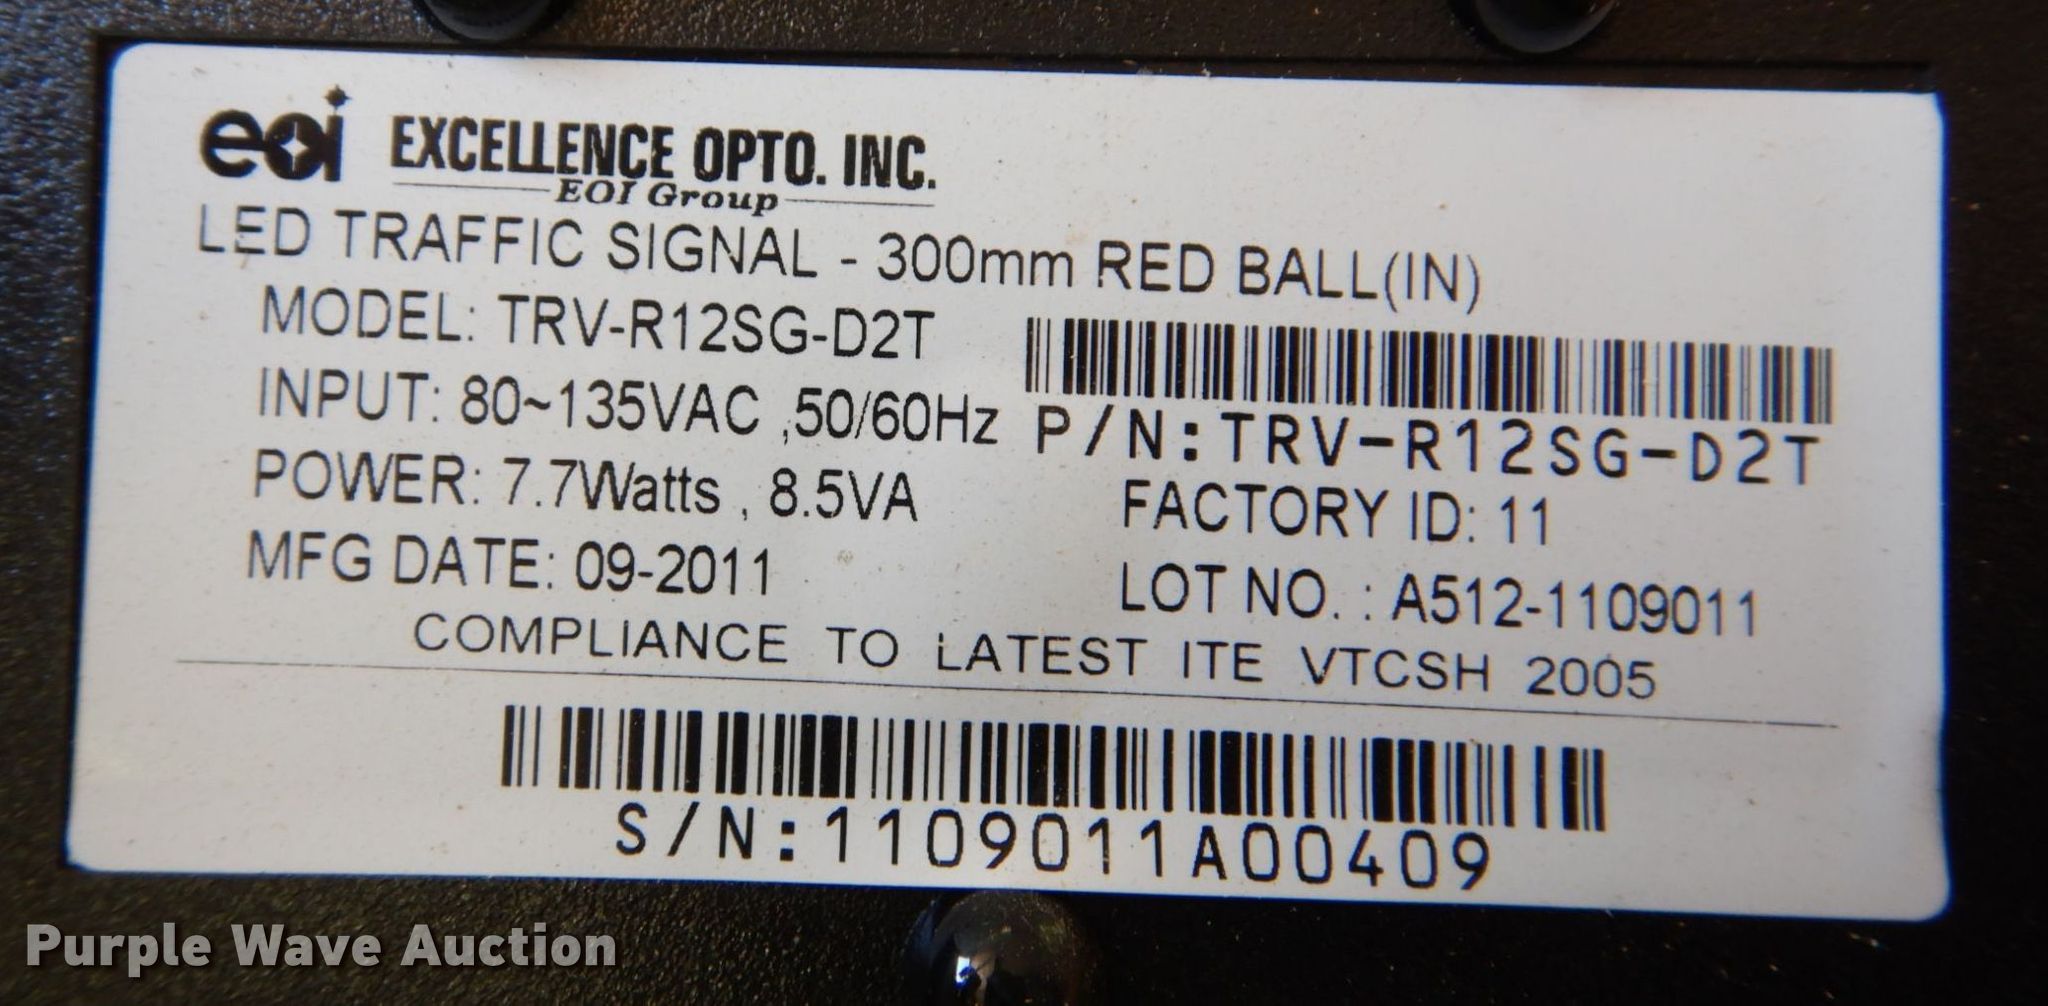 eoi EXCELLENCE OPTO. INC.
EOI Group
LED TRAFFIC SIGNAL - 300mm RED BALL(IN)
MODEL: TRV-R12SG-D2T
INPUT: 80~135VAC ,50/60Hz
P/N:TRV-R12SG-D2T
POWER: 7.7Watts , 8.5VA
FACTORY ID: 11
MFG DATE: 09-2011
LOT NO. : A512-1109011
COMPLIANCE TO LATEST ITE VTCSH 2005
S/N:1109011A00409
Purple Wave Auction